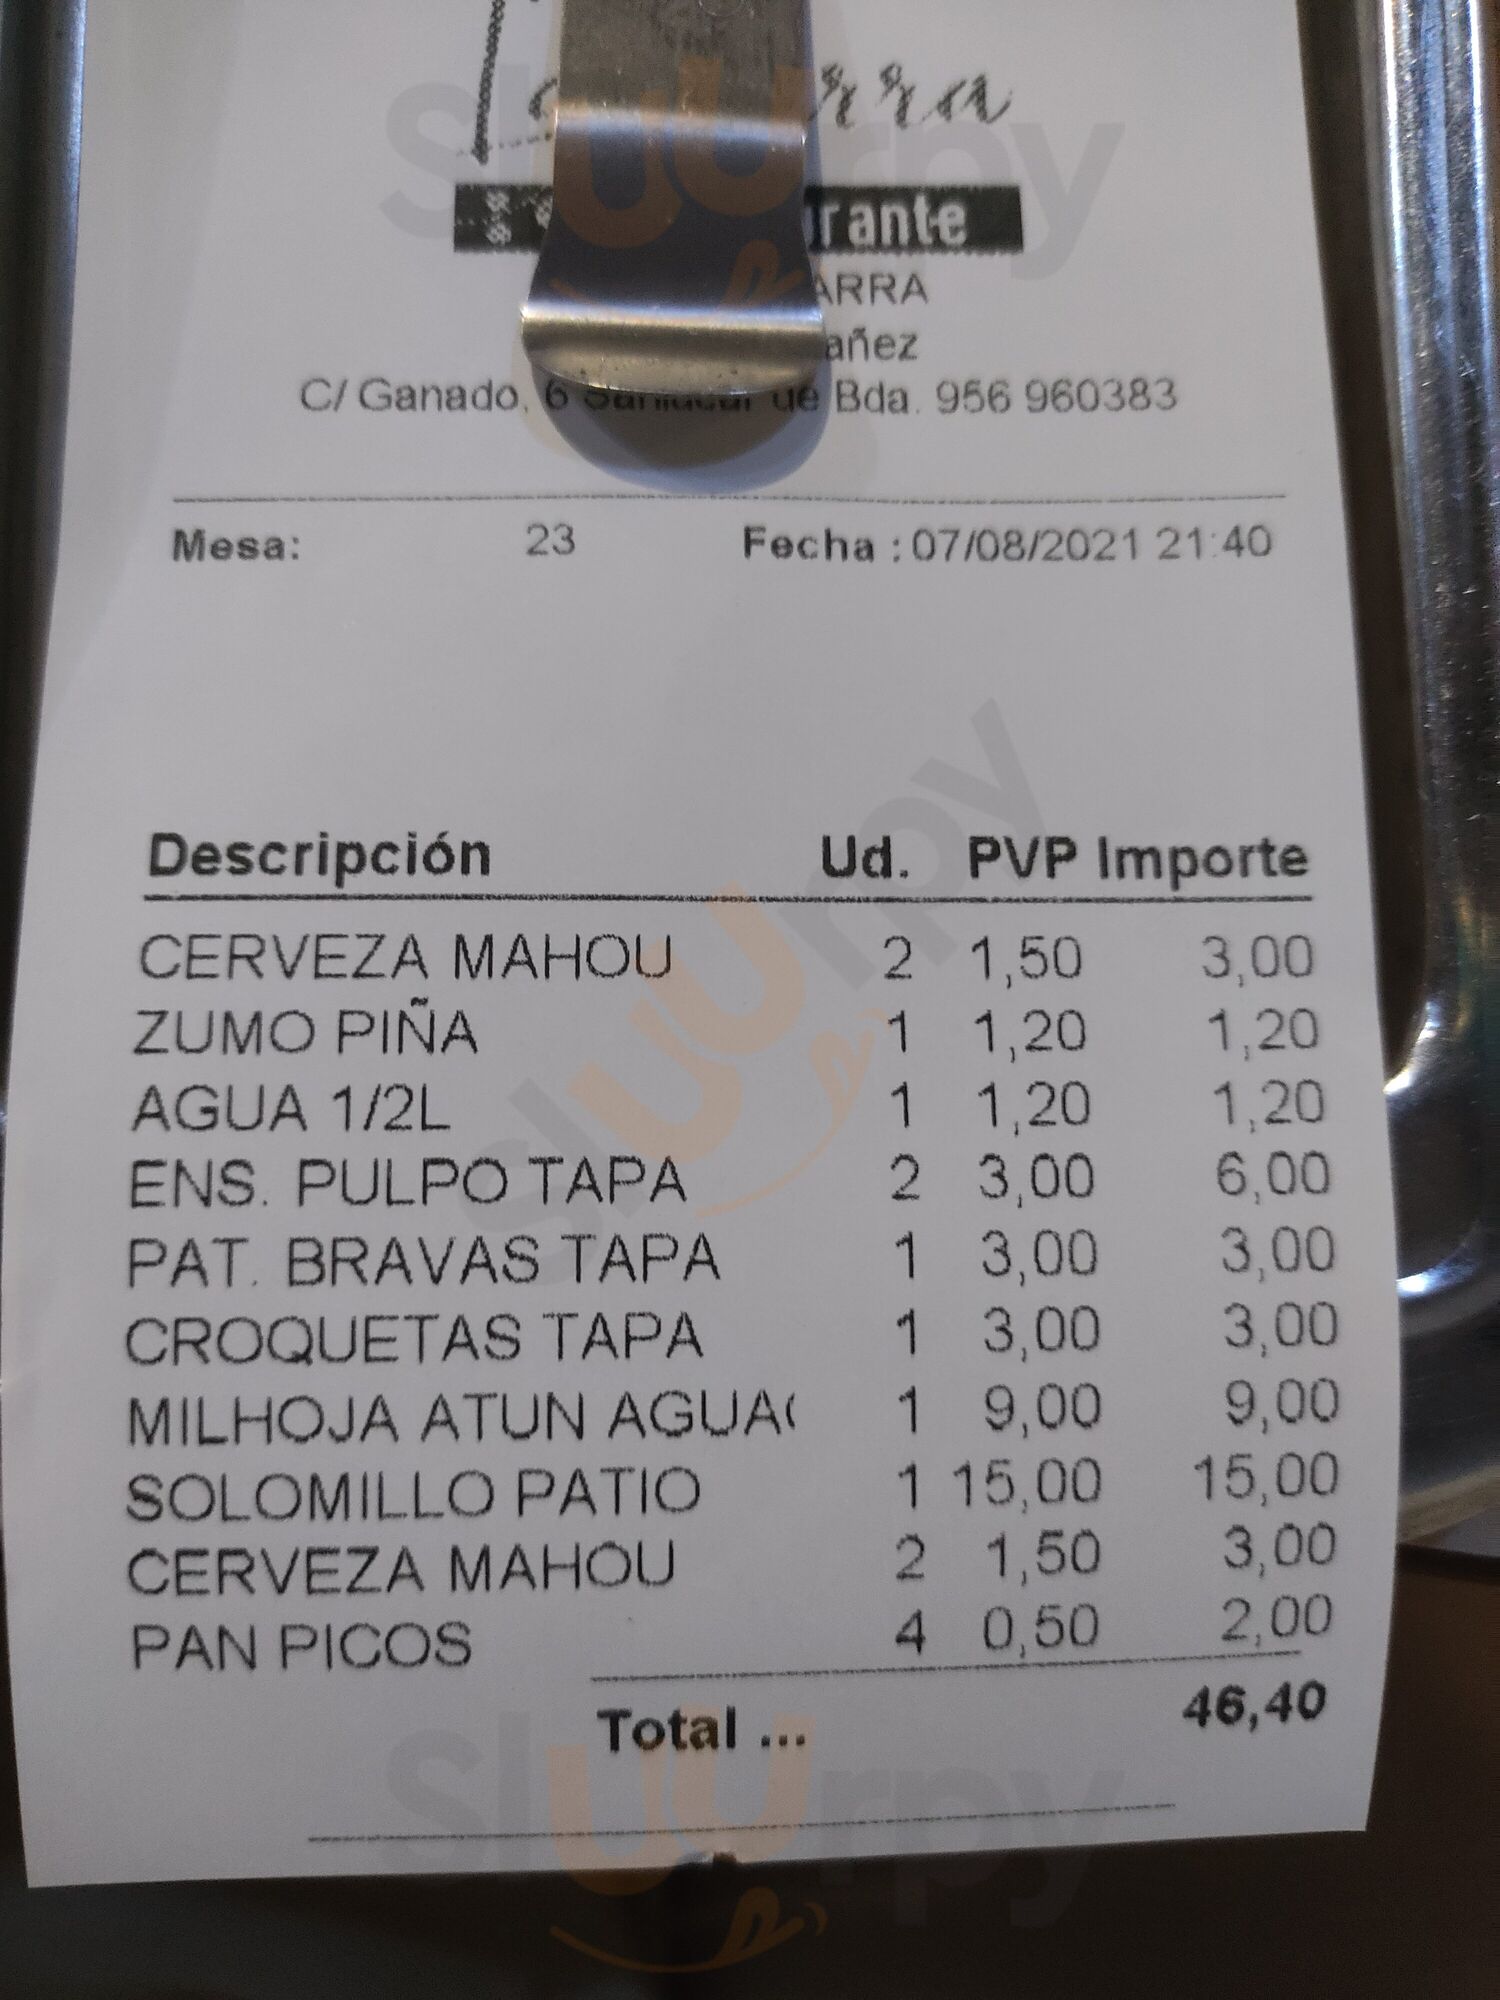 rante
ARRA
añez
C/ Ganado, 6 Sanlucar de Bda. 956 960383
Mesa: 23 Fecha : 07/08/2021 21:40
Descripción Ud. PVP Importe
CERVEZA MAHOU 2 1,50 3,00
ZUMO PIÑA 1 1,20 1,20
AGUA 1/2L 1 1,20 1,20
ENS. PULPO TAPA 2 3,00 6,00
PAT. BRAVAS TAPA 1 3,00 3,00
CROQUETAS TAPA 1 3,00 3,00
MILHOJA ATUN AGUAC 1 9,00 9,00
SOLOMILLO PATIO 1 15,00 15,00
CERVEZA MAHOU 2 1,50 3,00
PAN PICOS 4 0,50 2,00
Total ... 46,40
sluurpy
sluurpy
sluurpy